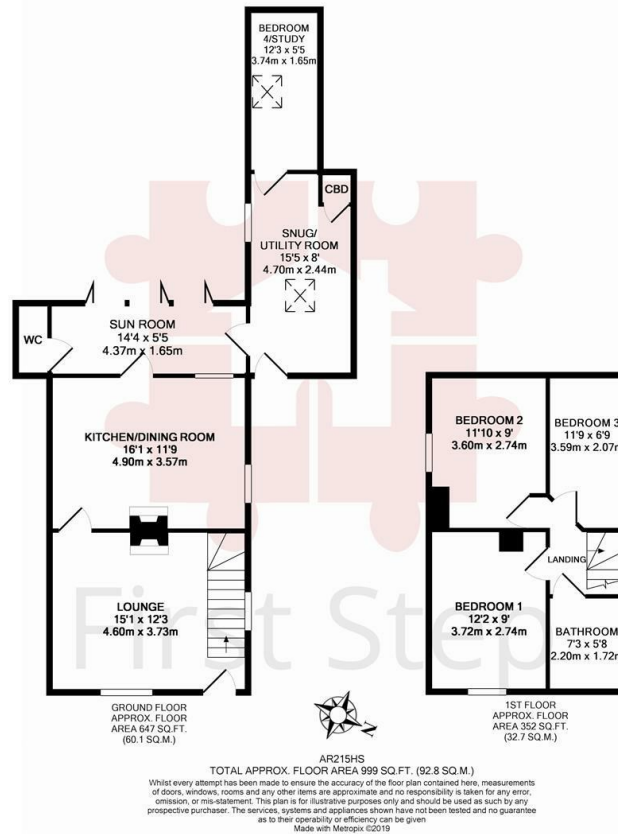 BEDROOM
4/STUDY
12'3 x 5'5
3.74m x 1.65m
CBD
SNUG/
UTILITY ROOM
15'5 x 8'
4.70m x 2.44m
SUN ROOM
14'4 x 5'5
4.37m x 1.65m
WC
KITCHEN/DINING ROOM
16'1 x 11'9
4.90m x 3.57m
LOUNGE
15'1 x 12'3
4.60m x 3.73m
BEDROOM 2
11'10 x 9'
3.60m x 2.74m
BEDROOM 3
11'9 x 6'9
3.59m x 2.07m
LANDING
BEDROOM 1
12'2 x 9'
3.72m x 2.74m
BATHROOM
7'3 x 5'8
2.20m x 1.72m
First Step
GROUND FLOOR
APPROX. FLOOR
AREA 647 SQ.FT.
(60.1 SQ.M.)
1ST FLOOR
APPROX. FLOOR
AREA 352 SQ.FT.
(32.7 SQ.M.)
N
AR215HS
TOTAL APPROX. FLOOR AREA 999 SQ.FT. (92.8 SQ.M.)
Whilst every attempt has been made to ensure the accuracy of the floor plan contained here, measurements
of doors, windows, rooms and any other items are approximate and no responsibility is taken for any error,
omission, or mis-statement. This plan is for illustrative purposes only and should be used as such by any
prospective purchaser. The services, systems and appliances shown have not been tested and no guarantee
as to their operability or efficiency can be given
Made with Metropix ©2019